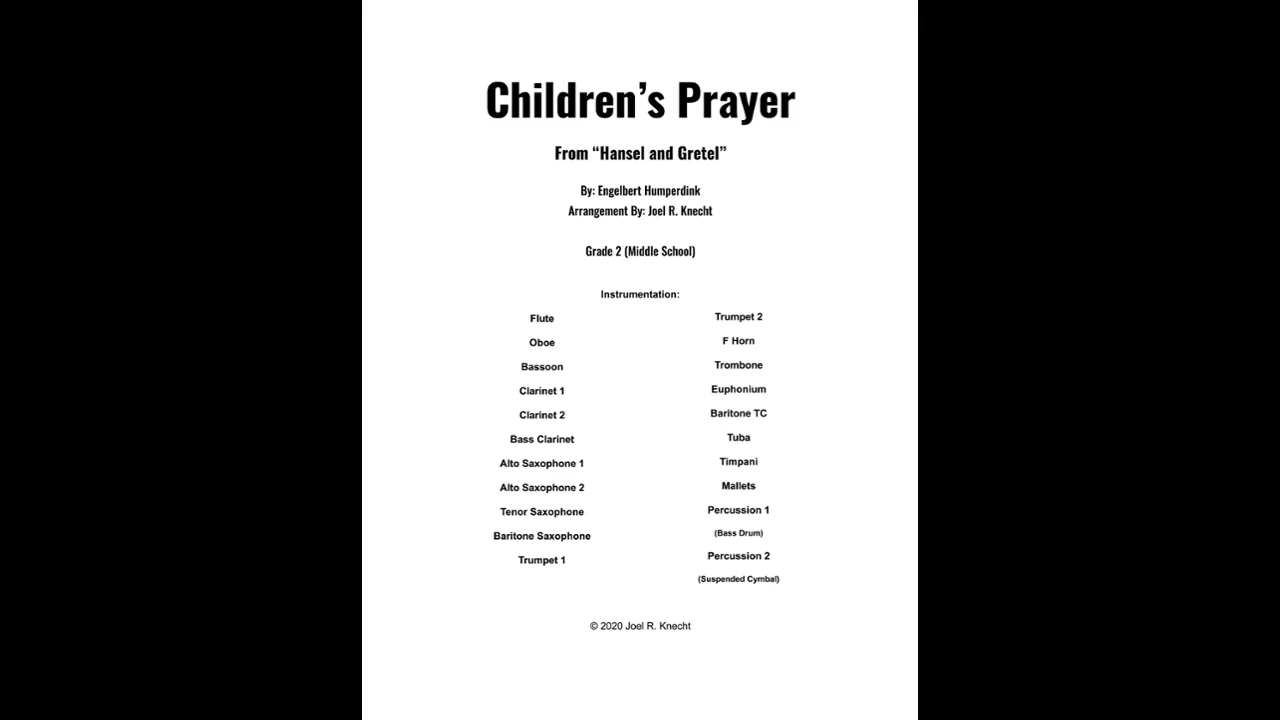 Children’s Prayer
From “Hansel and Gretel”
By: Engelbert Humperdink
Arrangement By: Joel R. Knecht
Grade 2 (Middle School)
Instrumentation:
Flute
Oboe
Bassoon
Clarinet 1
Clarinet 2
Bass Clarinet
Alto Saxophone 1
Alto Saxophone 2
Tenor Saxophone
Baritone Saxophone
Trumpet 1
Trumpet 2
F Horn
Trombone
Euphonium
Baritone TC
Tuba
Timpani
Mallets
Percussion 1
(Bass Drum)
Percussion 2
(Suspended Cymbal)
© 2020 Joel R. Knecht